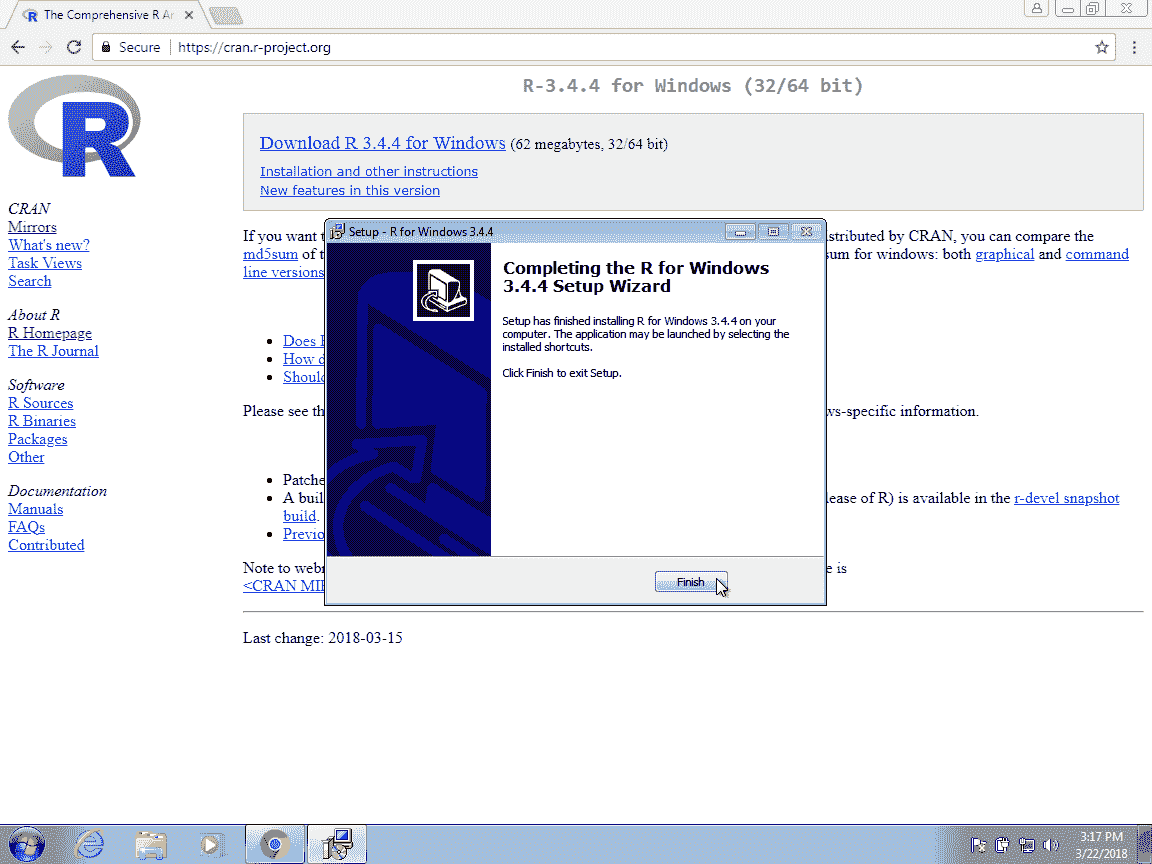 The Comprehensive R Ar
Secure
https://cran.r-project.org
R
CRAN
Mirrors
What's new?
Task Views
Search
About R
R Homepage
The R Journal
Software
R Sources
R Binaries
Packages
Other
Documentation
Manuals
FAQs
Contributed
R-3.4.4 for Windows (32/64 bit)
Download R 3.4.4 for Windows (62 megabytes, 32/64 bit)
Installation and other instructions
New features in this version
If you want
stributed by CRAN, you can compare the
md5sum of
sum for windows: both graphical and command
line versions
Does
How
Should
Please see
ws-specific information.
A
lease of R) is available in the r-devel snapshot
build.
Note to
e is
<CRAN
Last change: 2018-03-15
Setup - R for Windows 3.4.4
Completing the R for Windows
3.4.4 Setup Wizard
Setup has finished installing R for Windows 3.4.4 on your
computer. The application may be launched by selecting the
installed shortcuts.
Click Finish to exit Setup.
Finish
3:17 PM
3/22/2018